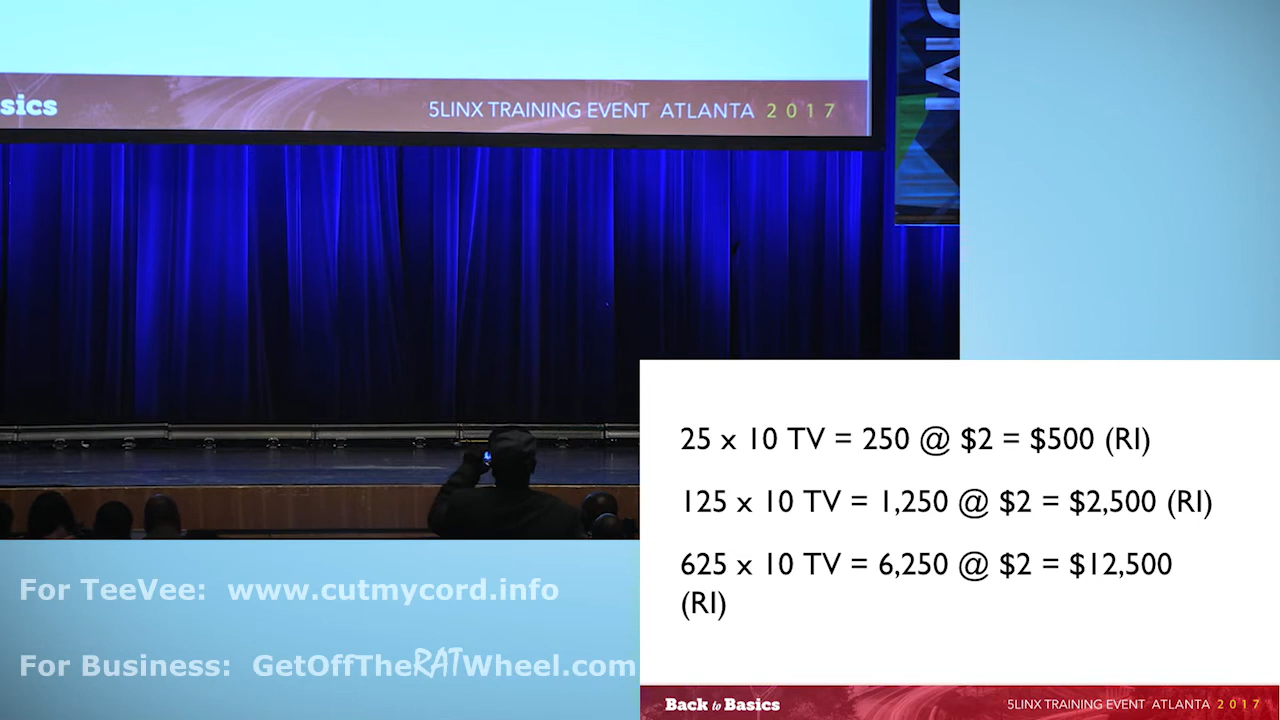 sics
5LINX TRAINING EVENT ATLANTA 2017
25 x 10 TV = 250 @ $2 = $500 (RI)
125 x 10 TV = 1,250 @ $2 = $2,500 (RI)
625 x 10 TV = 6,250 @ $2 = $12,500
(RI)
For TeeVee: www.cutmycord.info
For Business: GetOffTheRATWheel.com
Back to Basics
5LINX TRAINING EVENT ATLANTA 2017